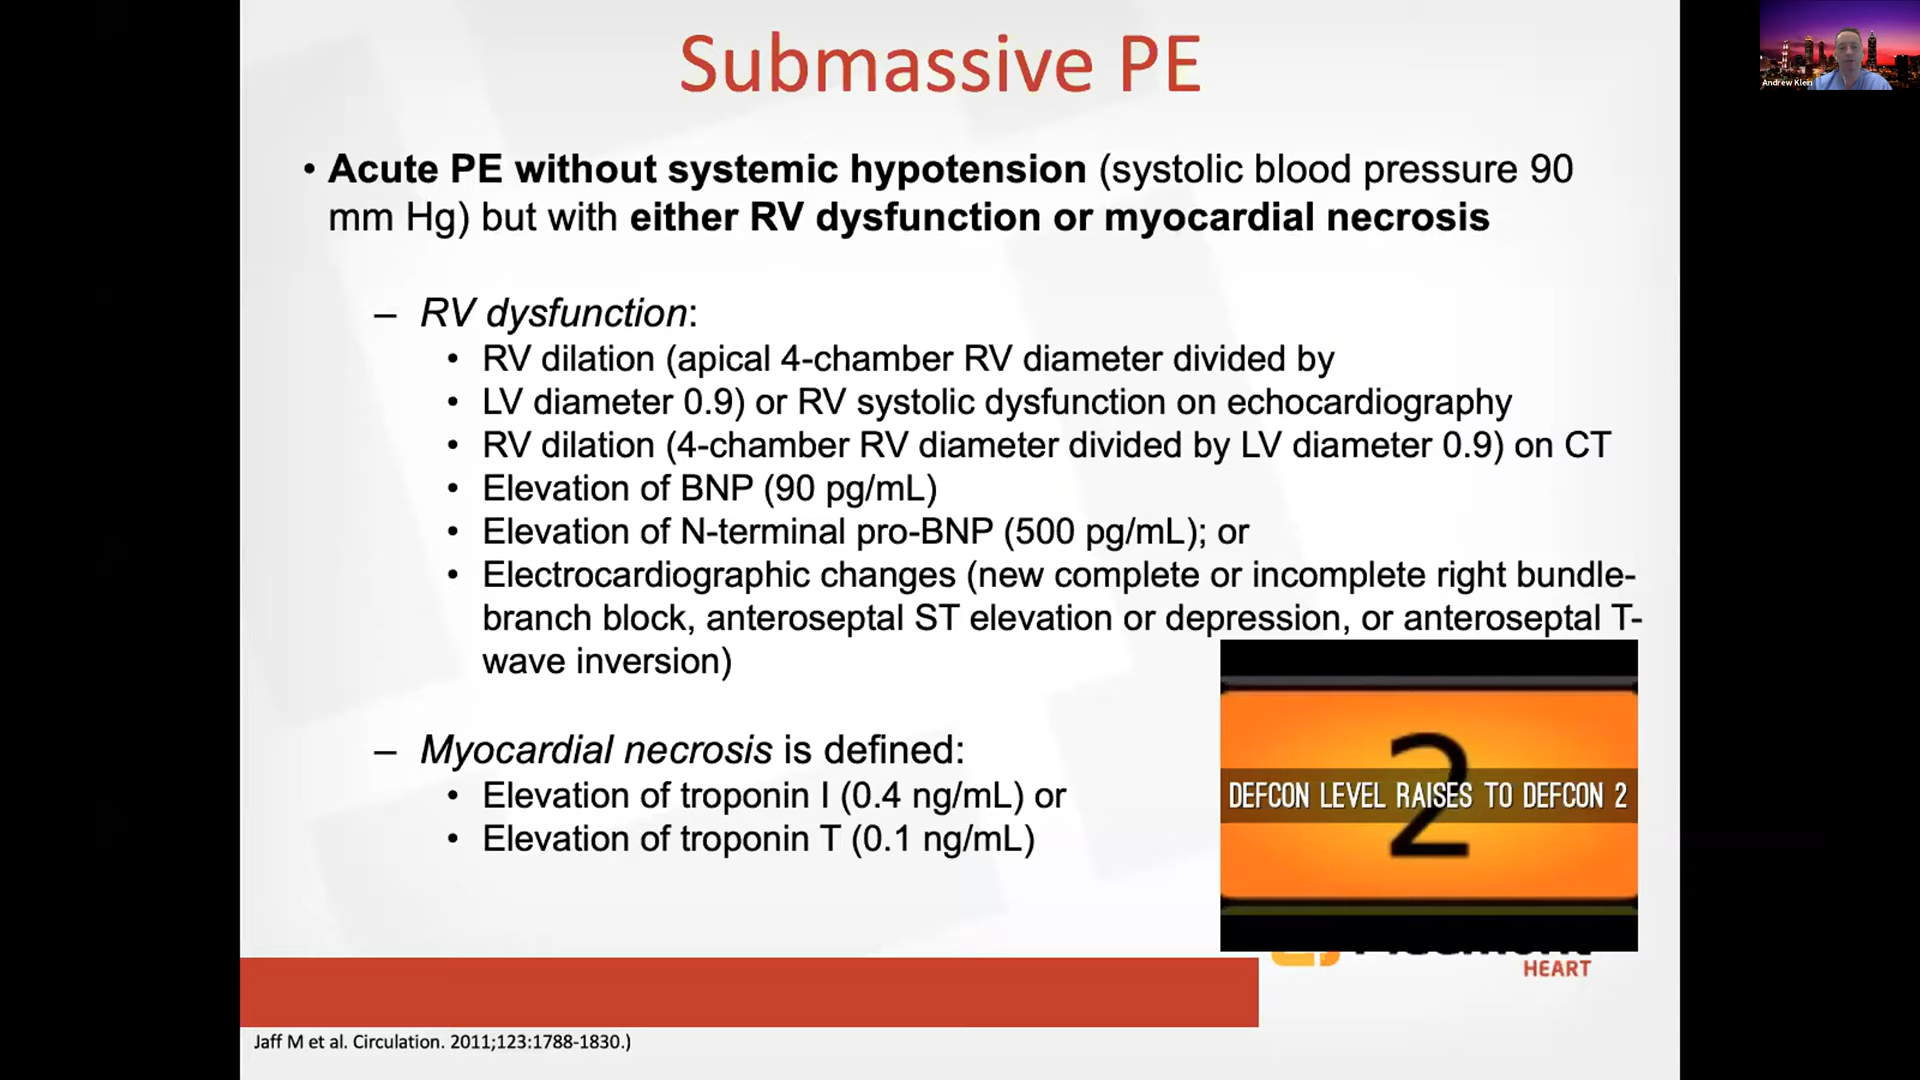 Submassive PE
Andrew Klein
• Acute PE without systemic hypotension (systolic blood pressure 90
mm Hg) but with either RV dysfunction or myocardial necrosis
– RV dysfunction:
• RV dilation (apical 4-chamber RV diameter divided by
• LV diameter 0.9) or RV systolic dysfunction on echocardiography
• RV dilation (4-chamber RV diameter divided by LV diameter 0.9) on CT
• Elevation of BNP (90 pg/mL)
• Elevation of N-terminal pro-BNP (500 pg/mL); or
• Electrocardiographic changes (new complete or incomplete right bundle-
branch block, anteroseptal ST elevation or depression, or anteroseptal T-
wave inversion)
– Myocardial necrosis is defined:
• Elevation of troponin I (0.4 ng/mL) or
• Elevation of troponin T (0.1 ng/mL)
2
DEFCON LEVEL RAISES TO DEFCON 2
HEART
Jaff M et al. Circulation. 2011;123:1788-1830.)